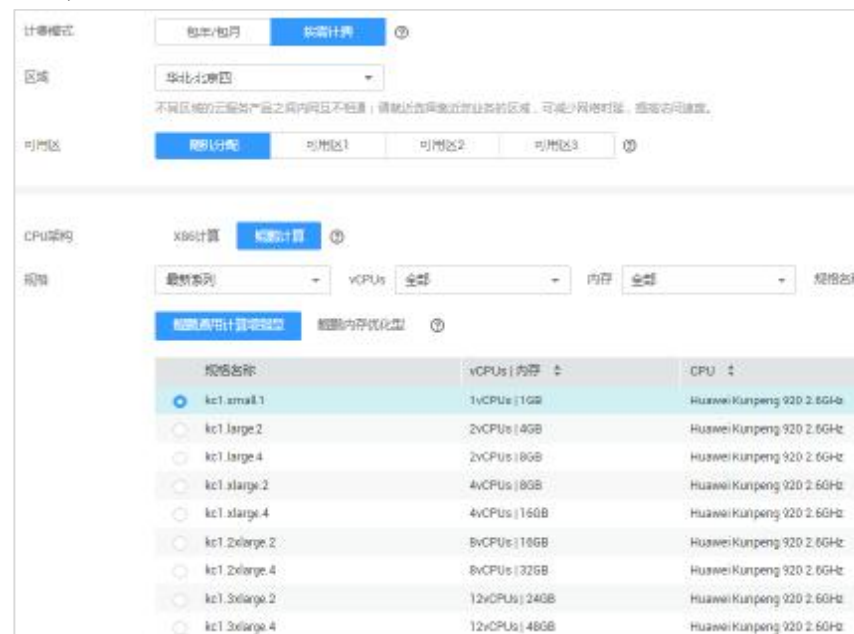 计费模式 包年/包月 按需计费
区域 华北-北京四
不同区域的云服务产品之间内网互不相通；请就近选择靠近您业务的区域，可减少网络时延，提高访问速度。
可用区 随机分配 可用区1 可用区2 可用区3
CPU架构 X86计算 鲲鹏计算
规格 最新系列 vCPUs 全部 内存 全部 规格名称
鲲鹏通用计算增强型 鲲鹏内存优化型
规格名称 vCPUs | 内存 CPU
kc1.small.1 1vCPUs | 1GB Huawei Kunpeng 920 2.6GHz
kc1.large.2 2vCPUs | 4GB Huawei Kunpeng 920 2.6GHz
kc1.large.4 2vCPUs | 8GB Huawei Kunpeng 920 2.6GHz
kc1.xlarge.2 4vCPUs | 8GB Huawei Kunpeng 920 2.6GHz
kc1.xlarge.4 4vCPUs | 16GB Huawei Kunpeng 920 2.6GHz
kc1.2xlarge.2 8vCPUs | 16GB Huawei Kunpeng 920 2.6GHz
kc1.2xlarge.4 8vCPUs | 32GB Huawei Kunpeng 920 2.6GHz
kc1.3xlarge.2 12vCPUs | 24GB Huawei Kunpeng 920 2.6GHz
kc1.3xlarge.4 12vCPUs | 48GB Huawei Kunpeng 920 2.6GHz